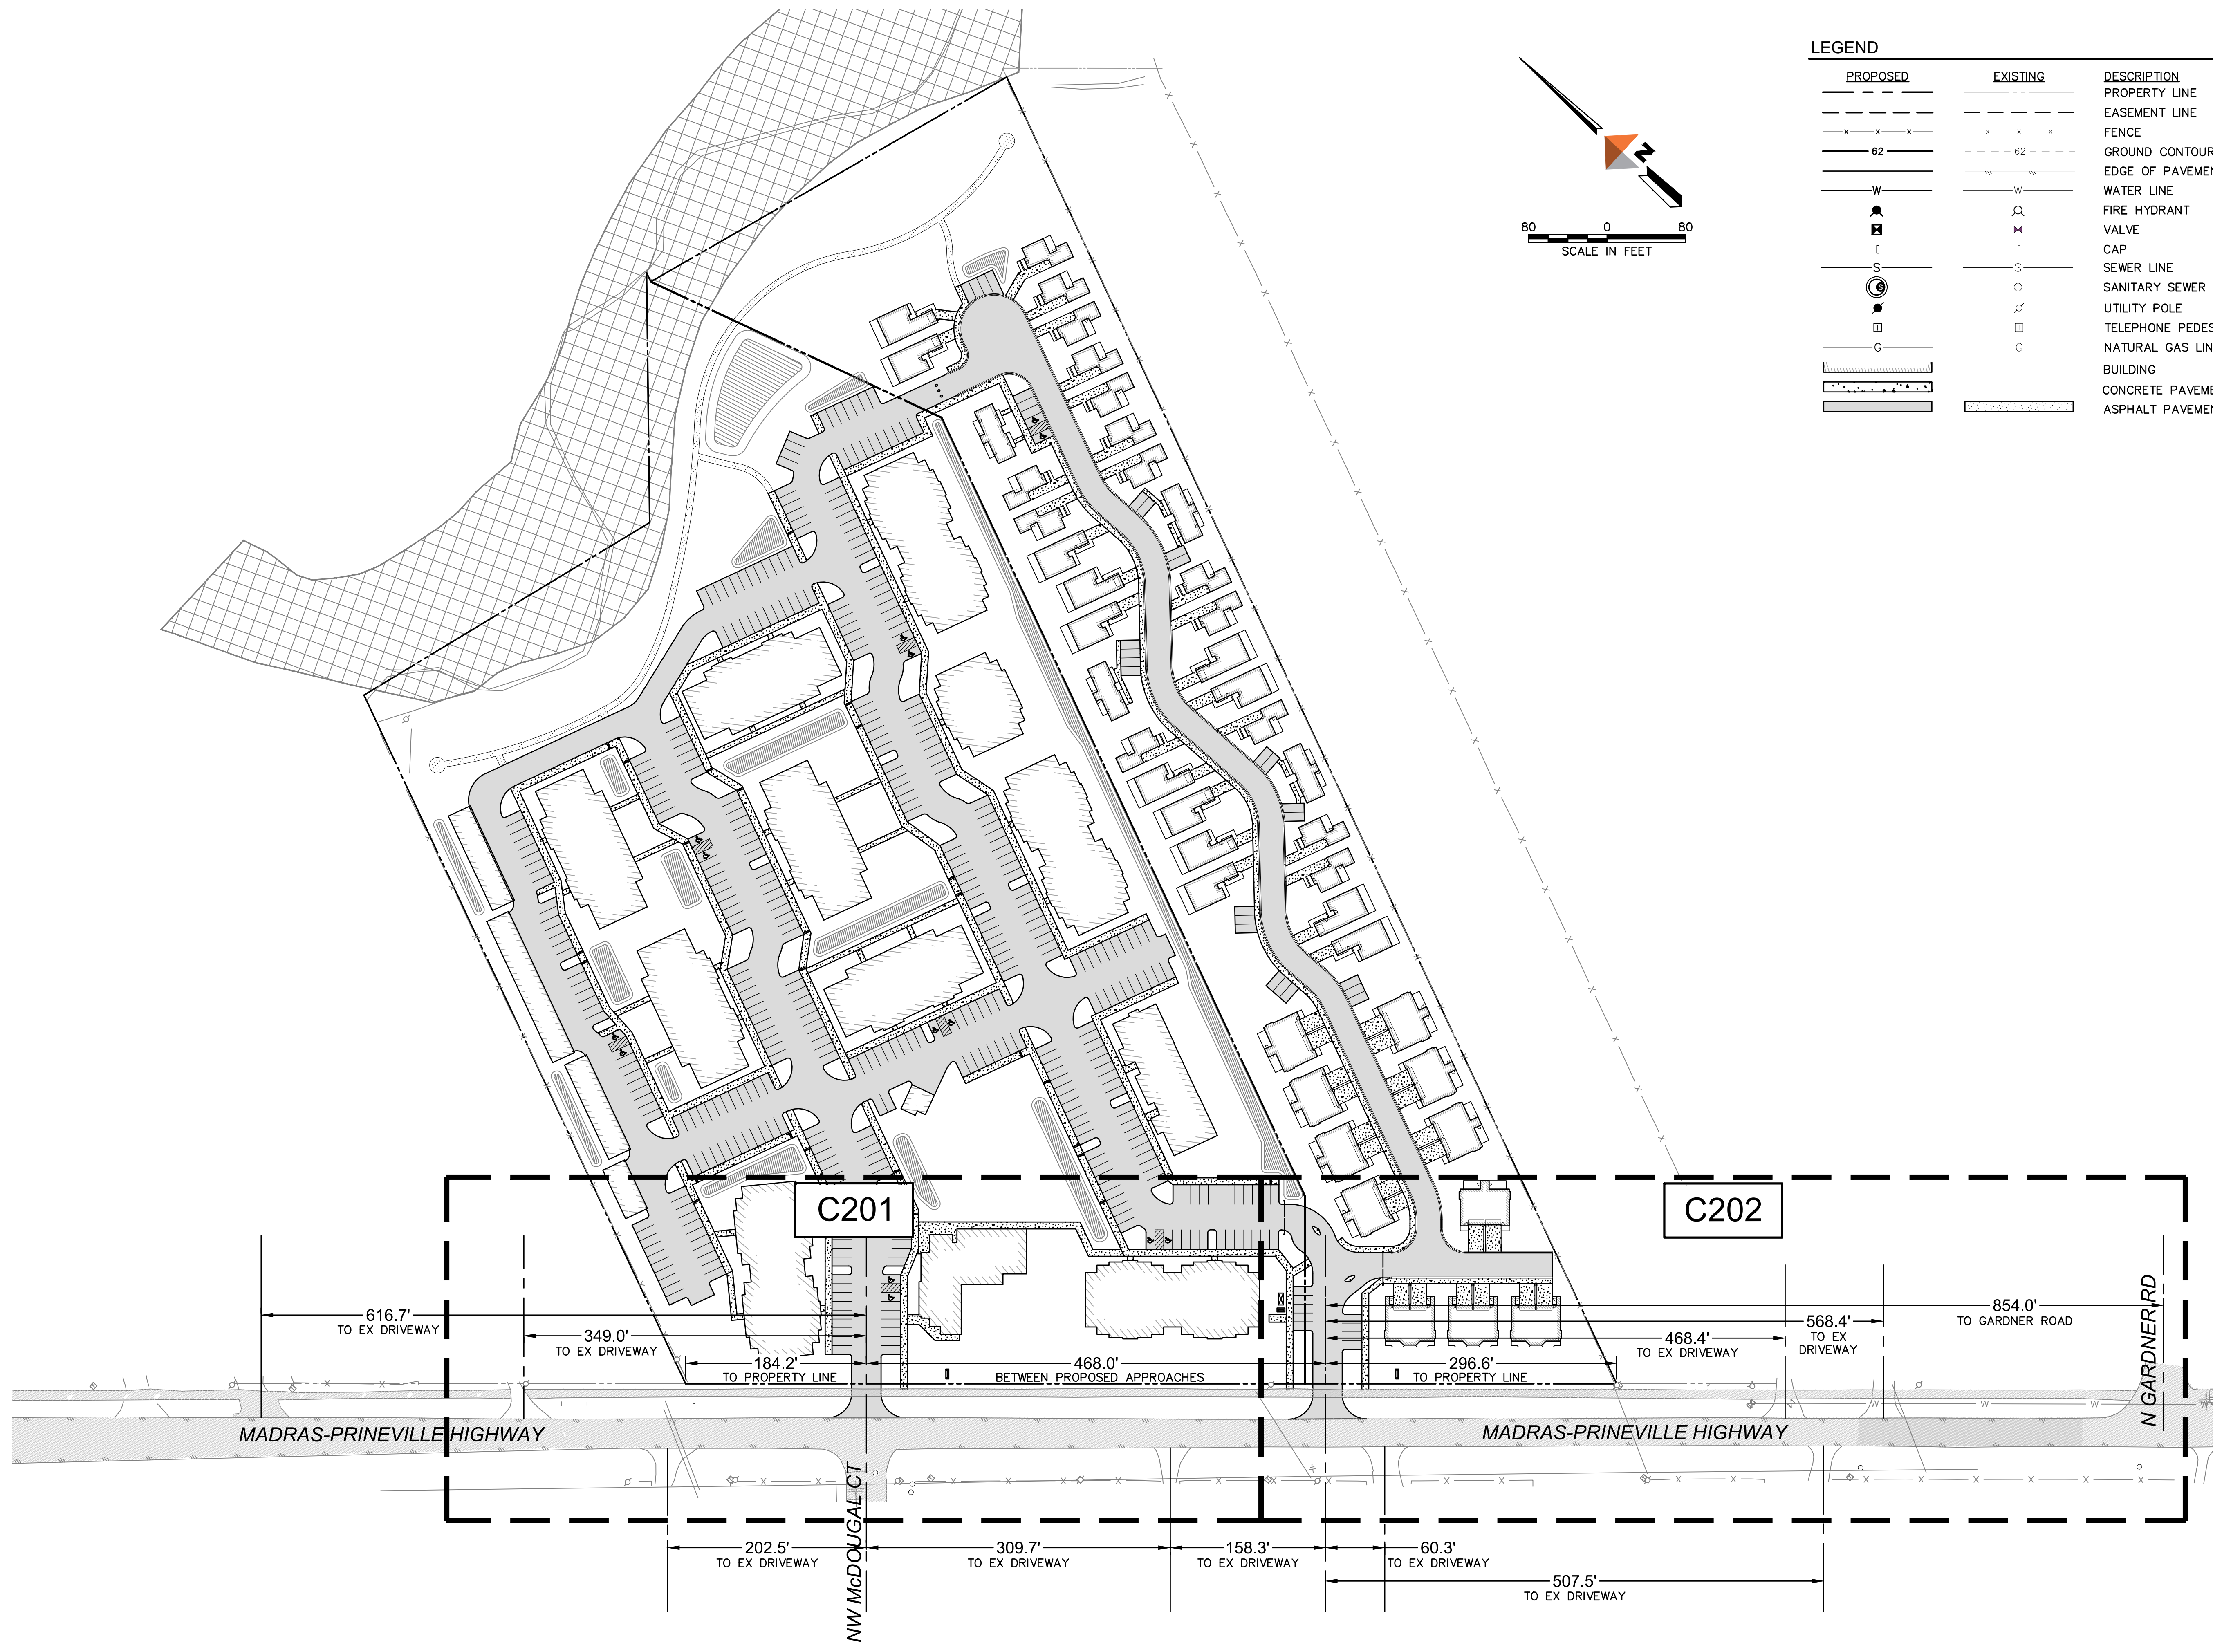 LEGEND
PROPOSED EXISTING DESCRIPTION
PROPERTY LINE
EASEMENT LINE
x x x x x x FENCE
62 62 GROUND CONTOUR
EDGE OF PAVEMEN
W W WATER LINE
FIRE HYDRANT
VALVE
CAP
S S SEWER LINE
S SANITARY SEWER
UTILITY POLE
T T TELEPHONE PEDES
G G NATURAL GAS LIN
BUILDING
CONCRETE PAVEME
ASPHALT PAVEMEN
N
80 0 80
SCALE IN FEET
C201
C202
616.7'
TO EX DRIVEWAY
349.0'
TO EX DRIVEWAY
184.2'
TO PROPERTY LINE
468.0'
BETWEEN PROPOSED APPROACHES
296.6'
TO PROPERTY LINE
468.4'
TO EX DRIVEWAY
568.4'
TO EX
DRIVEWAY
854.0'
TO GARDNER ROAD
N GARDNER RD
MADRAS-PRINEVILLE HIGHWAY
MADRAS-PRINEVILLE HIGHWAY
NW McDOUGAL CT
202.5'
TO EX DRIVEWAY
309.7'
TO EX DRIVEWAY
158.3'
TO EX DRIVEWAY
60.3'
TO EX DRIVEWAY
507.5'
TO EX DRIVEWAY